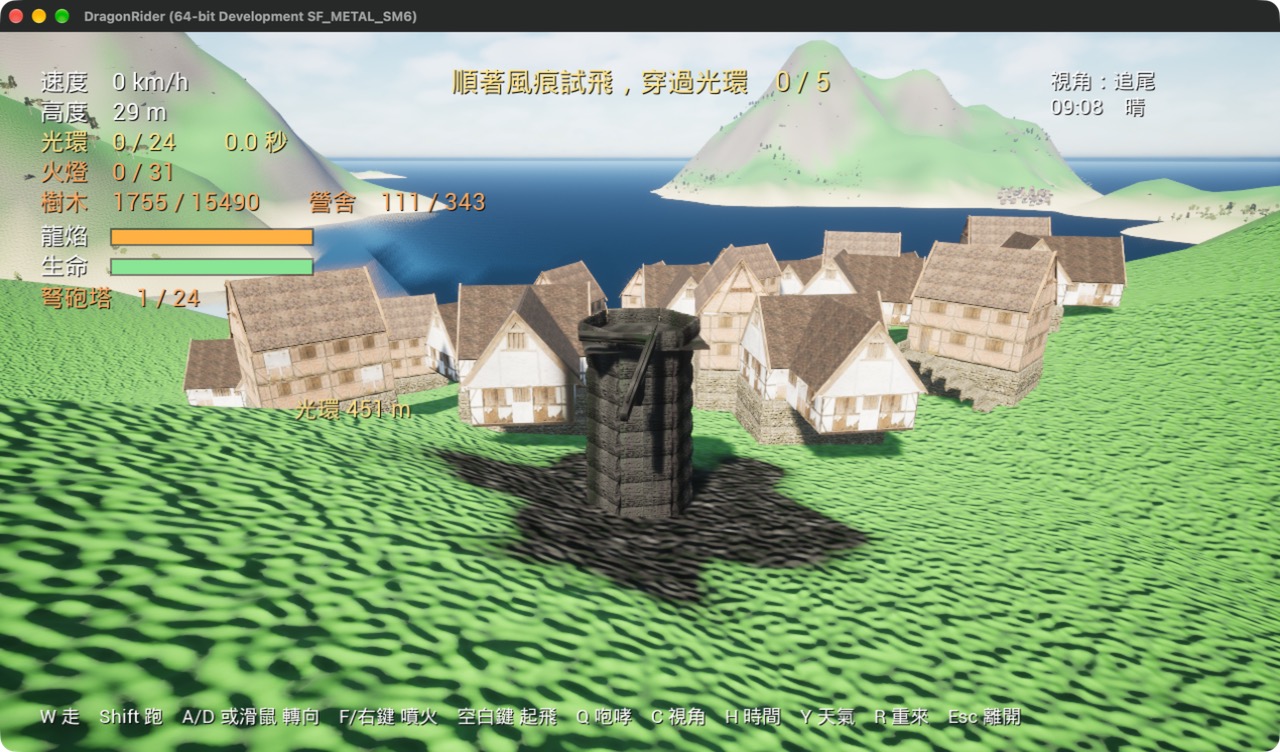 DragonRider (64-bit Development SF_METAL_SM6)
速度 0 km/h
高度 29 m
光環 0 / 24 0.0 秒
火燈 0 / 31
樹木 1755 / 15490 營舍 111 / 343
龍焰
生命
弩砲塔 1 / 24
順著風痕試飛，穿過光環 0 / 5
視角：追尾
09:08 晴
光環 451 m
W 走 Shift 跑 A/D 或滑鼠 轉向 F/右鍵 噴火 空白鍵 起飛 Q 咆哮 C 視角 H 時間 Y 天氣 R 重來 Esc 離開